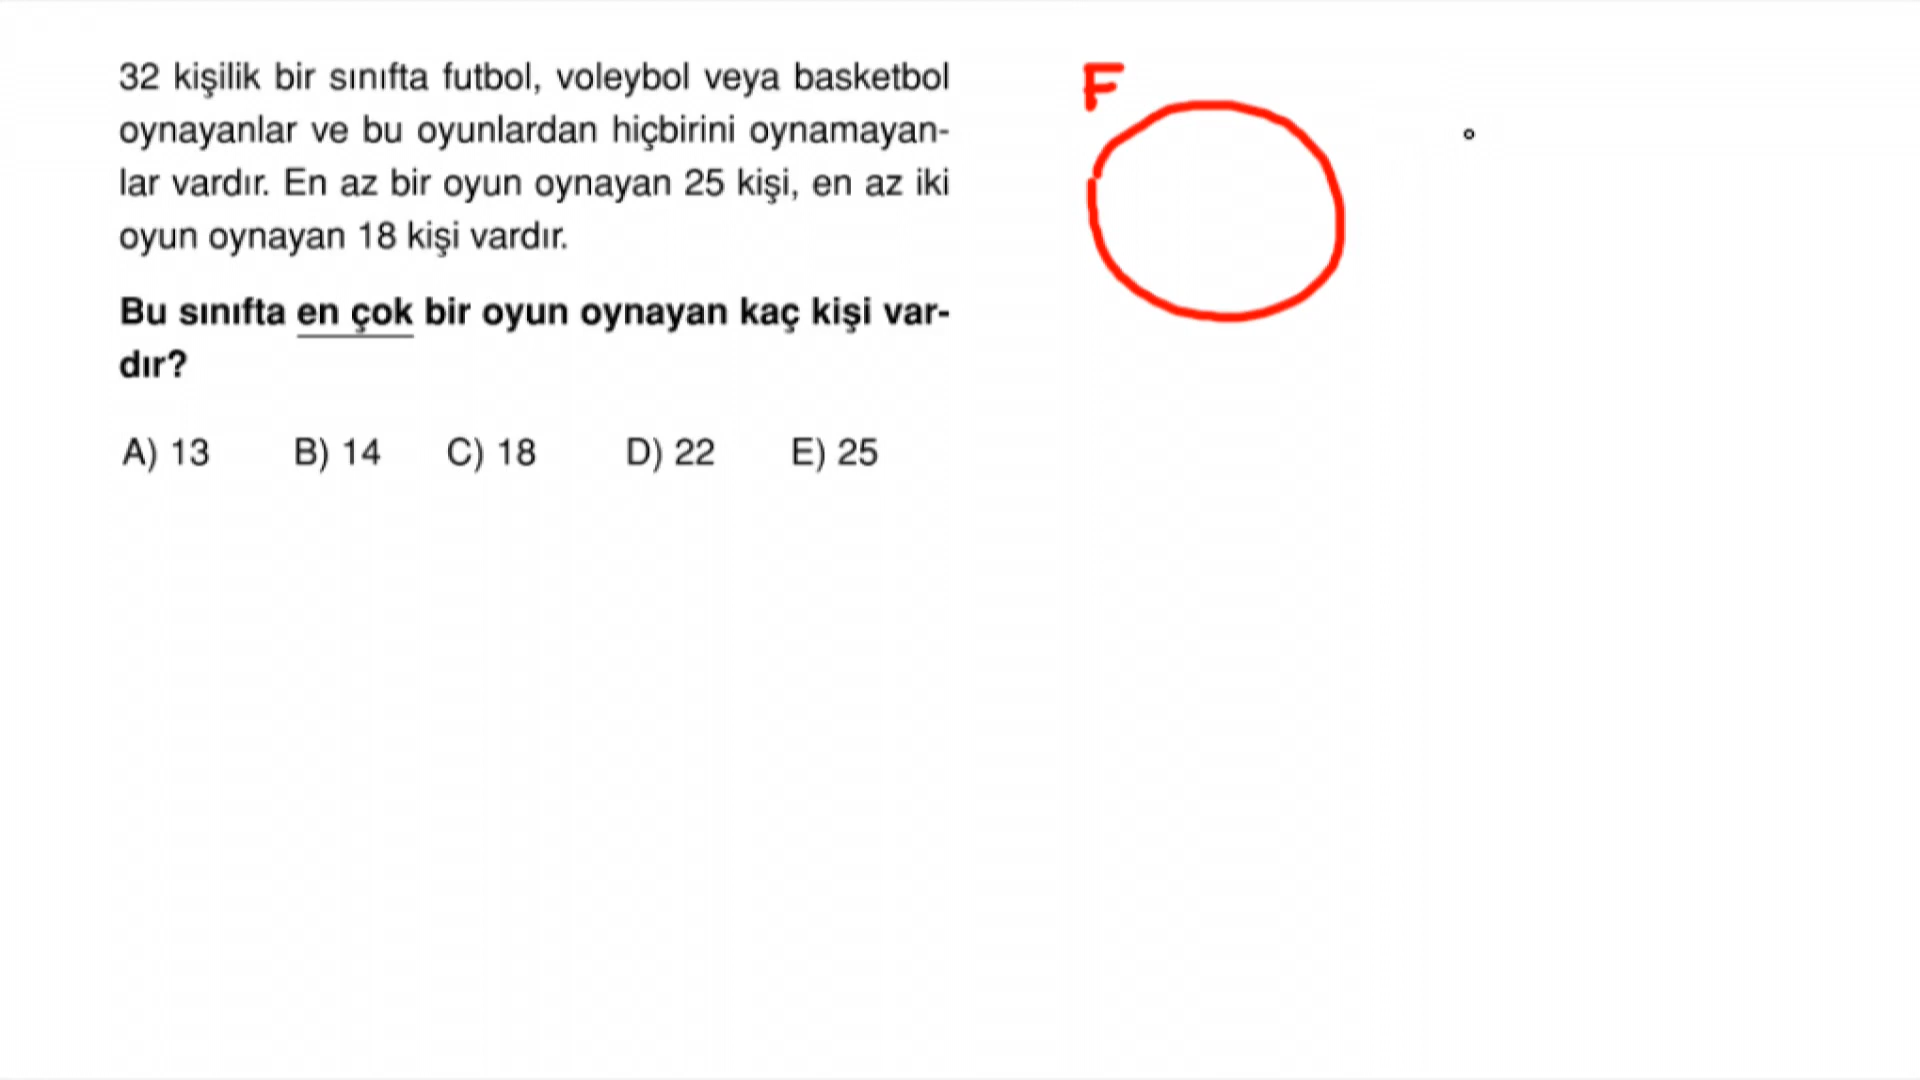 32 kişilik bir sınıfta futbol, voleybol veya basketbol
oynayanlar ve bu oyunlardan hiçbirini oynamayan-
lar vardır. En az bir oyun oynayan 25 kişi, en az iki
oyun oynayan 18 kişi vardır.
Bu sınıfta en çok bir oyun oynayan kaç kişi var-
dır?
A) 13 B) 14 C) 18 D) 22 E) 25
F